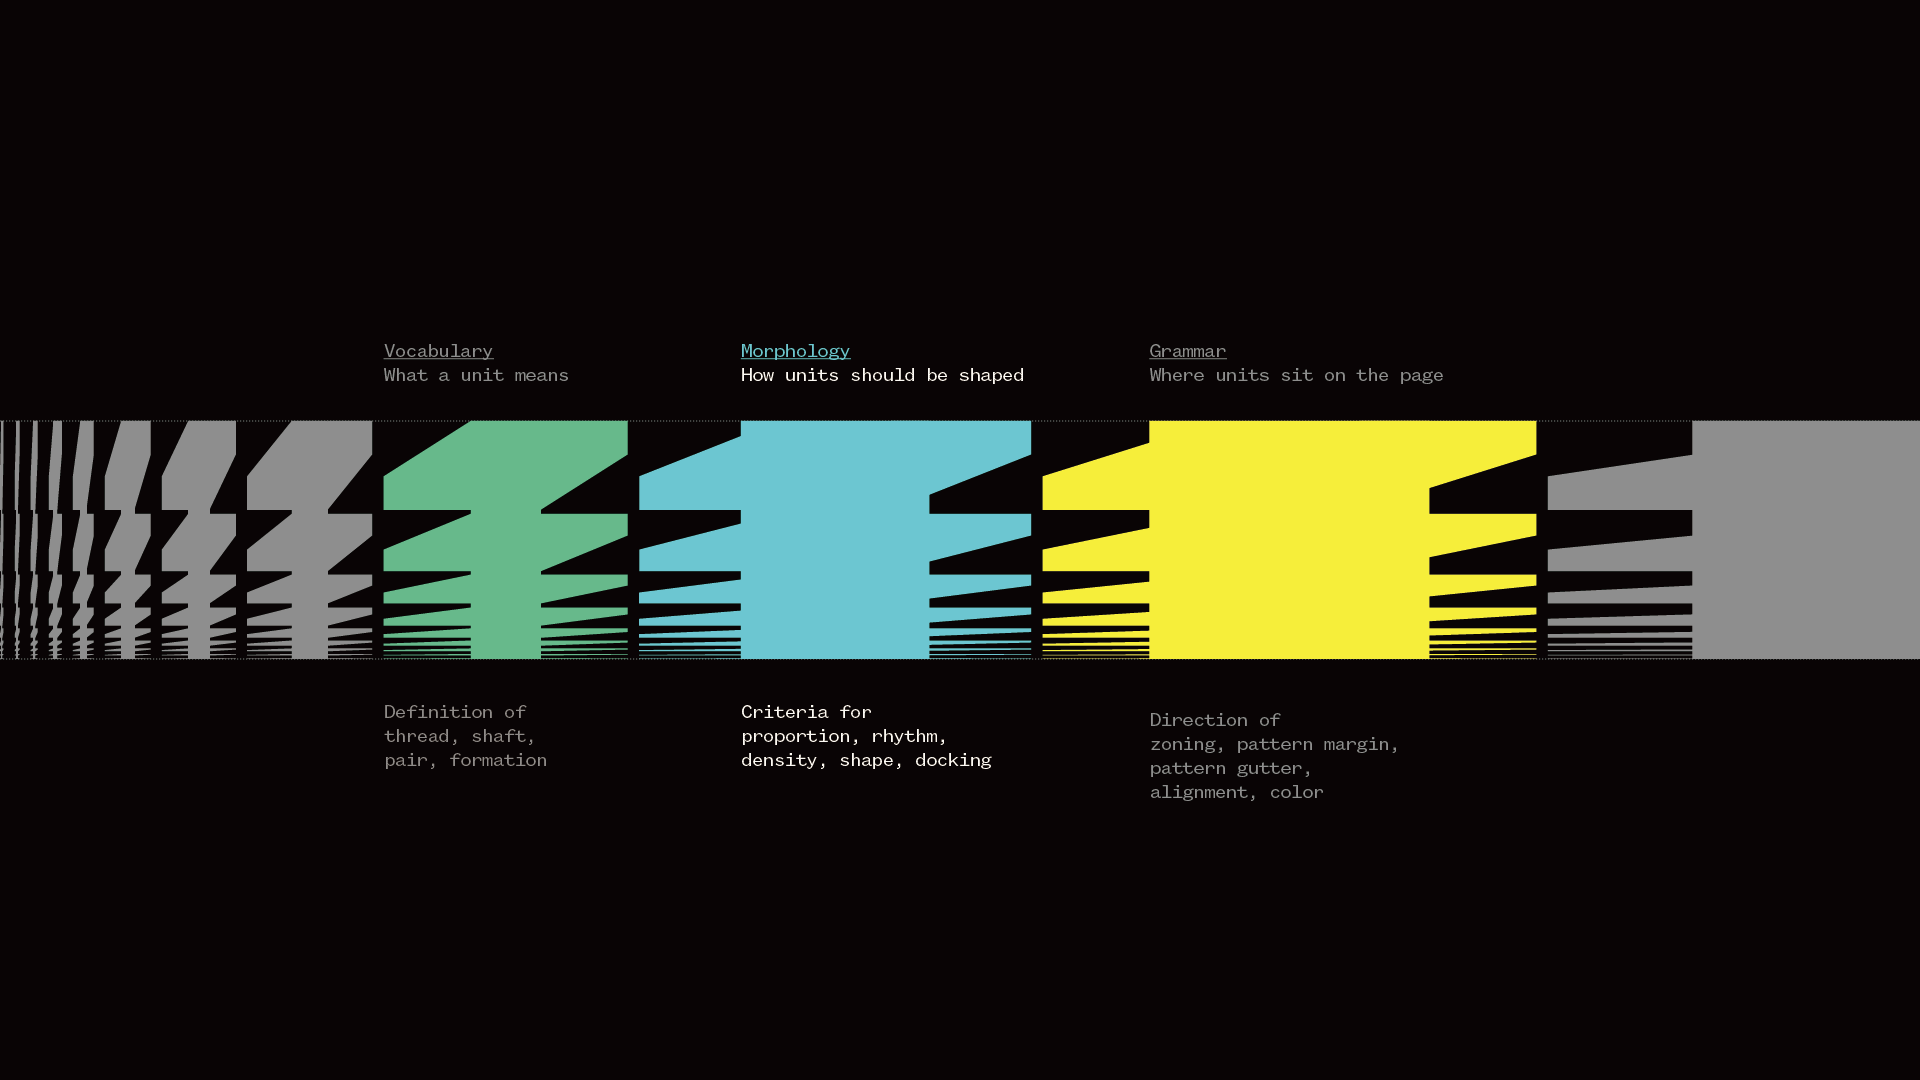 Vocabulary
What a unit means
Morphology
How units should be shaped
Grammar
Where units sit on the page
Definition of
thread, shaft,
pair, formation
Criteria for
proportion, rhythm,
density, shape, docking
Direction of
zoning, pattern margin,
pattern gutter,
alignment, color